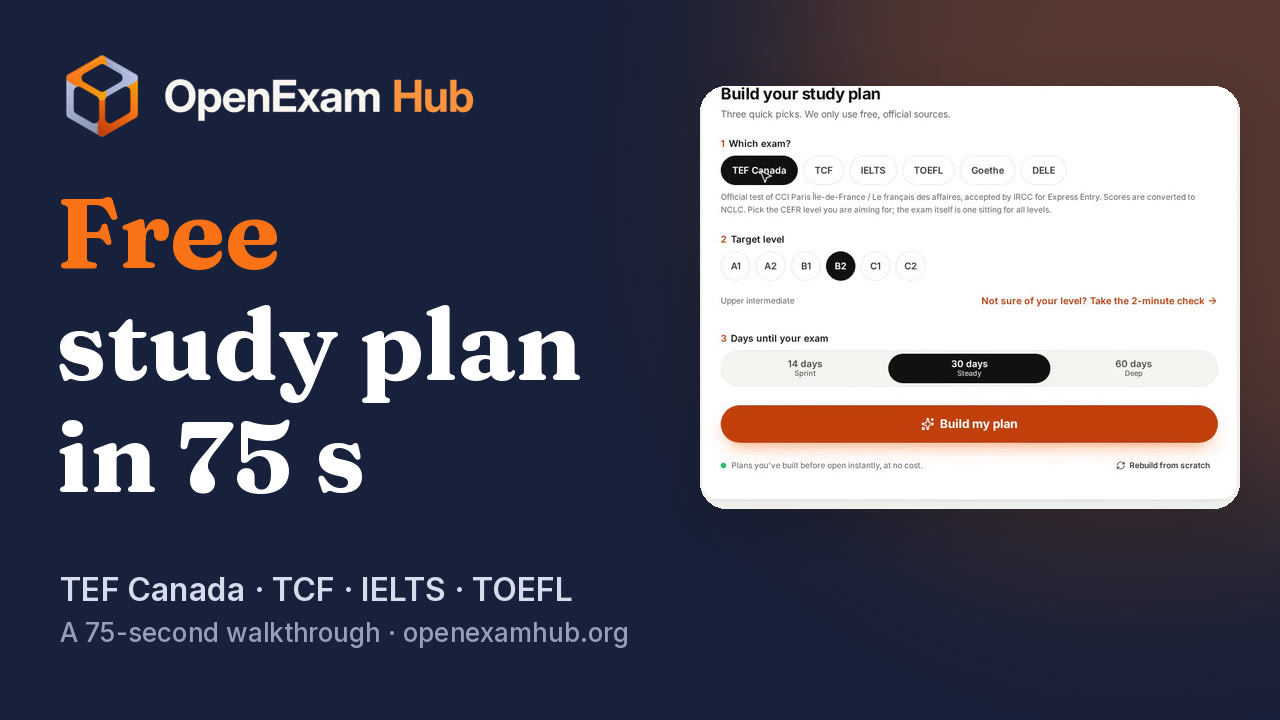 OpenExam Hub
Free
study plan
in 75 s
TEF Canada · TCF · IELTS · TOEFL
A 75-second walkthrough · openexamhub.org
Build your study plan
Three quick picks. We only use free, official sources.
1 Which exam?
TEF Canada TCF IELTS TOEFL Goethe DELE
Official test of CCI Paris Île-de-France / Le français des affaires, accepted by IRCC for Express Entry. Scores are converted to
NCLC. Pick the CEFR level you are aiming for; the exam itself is one sitting for all levels.
2 Target level
A1 A2 B1 B2 C1 C2
Upper intermediate Not sure of your level? Take the 2-minute check →
3 Days until your exam
14 days 30 days 60 days
Sprint Steady Deep
Build my plan
Plans you've built before open instantly, at no cost. Rebuild from scratch